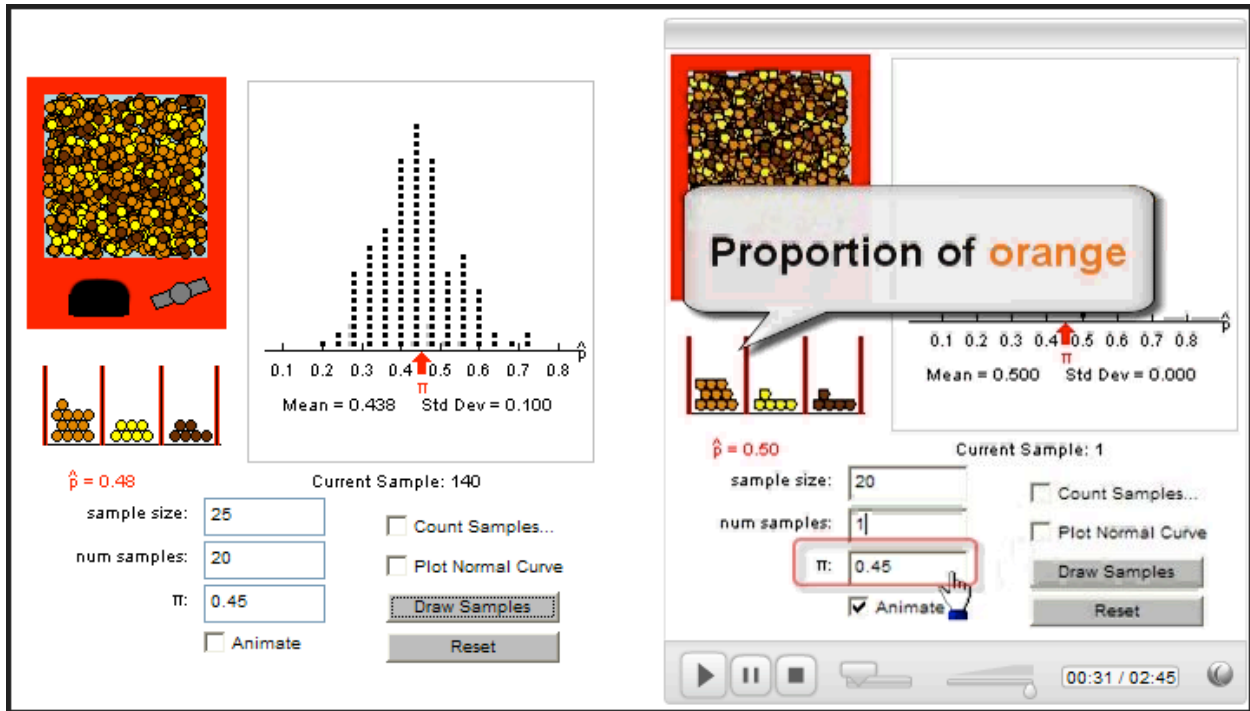 0.1 0.2 0.3 0.4 0.5 0.6 0.7 0.8 p̂
π
Mean = 0.438 Std Dev = 0.100
p̂ = 0.48
Current Sample: 140
sample size: 25
num samples: 20
π: 0.45
Animate
Count Samples...
Plot Normal Curve
Draw Samples
Reset
Proportion of orange
0.1 0.2 0.3 0.4 0.5 0.6 0.7 0.8 p̂
π
Mean = 0.500 Std Dev = 0.000
p̂ = 0.50
Current Sample: 1
sample size: 20
num samples: 1
π: 0.45
Animate
Count Samples...
Plot Normal Curve
Draw Samples
Reset
00:31 / 02:45